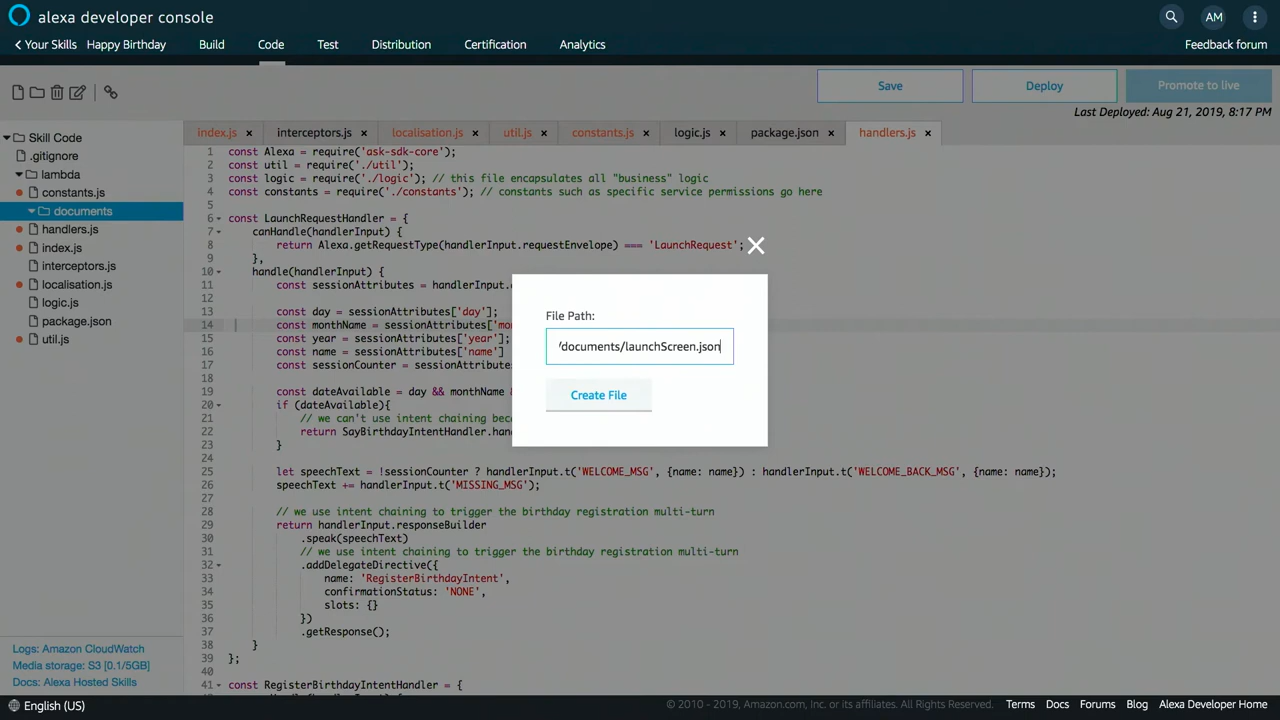 alexa developer console
AM
Your Skills
Happy Birthday
Build
Code
Test
Distribution
Certification
Analytics
Feedback forum
Save
Deploy
Promote to live
Last Deployed: Aug 21, 2019, 8:17 PM
Skill Code
.gitignore
lambda
constants.js
documents
handlers.js
index.js
interceptors.js
localisation.js
logic.js
package.json
util.js
Logs: Amazon CloudWatch
Media storage: S3 [0.1/5GB]
Docs: Alexa Hosted Skills
index.js × interceptors.js × localisation.js × util.js × constants.js × logic.js × package.json × handlers.js ×
1 const Alexa = require('ask-sdk-core');
2 const util = require('./util');
3 const logic = require('./logic'); // this file encapsulates all "business" logic
4 const constants = require('./constants'); // constants such as specific service permissions go here
5
6 const LaunchRequestHandler = {
7 canHandle(handlerInput) {
8 return Alexa.getRequestType(handlerInput.requestEnvelope) === 'LaunchRequest';
9 },
10 handle(handlerInput) {
11 const sessionAttributes = handlerInput.
12
13 const day = sessionAttributes['day'];
14 const monthName = sessionAttributes['mo
15 const year = sessionAttributes['year'];
16 const name = sessionAttributes['name']
17 const sessionCounter = sessionAttributes
18
19 const dateAvailable = day && monthName
20 if (dateAvailable){
21 // we can't use intent chaining
22 return SayBirthdayIntentHandler.
23 }
24
25 let speechText = !sessionCounter ? handlerInput.t('WELCOME_MSG', {name: name}) : handlerInput.t('WELCOME_BACK_MSG', {name: name});
26 speechText += handlerInput.t('MISSING_MSG');
27
28 // we use intent chaining to trigger the birthday registration multi-turn
29 return handlerInput.responseBuilder
30 .speak(speechText)
31 // we use intent chaining to trigger the birthday registration multi-turn
32 .addDelegateDirective({
33 name: 'RegisterBirthdayIntent',
34 confirmationStatus: 'NONE',
35 slots: {}
36 })
37 .getResponse();
38 }
39 };
40
41 const RegisterBirthdayIntentHandler = {
File Path:
/documents/launchScreen.json
Create File
English (US)
© 2010 - 2019, Amazon.com, Inc. or its affiliates. All Rights Reserved.
Terms Docs Forums Blog Alexa Developer Home